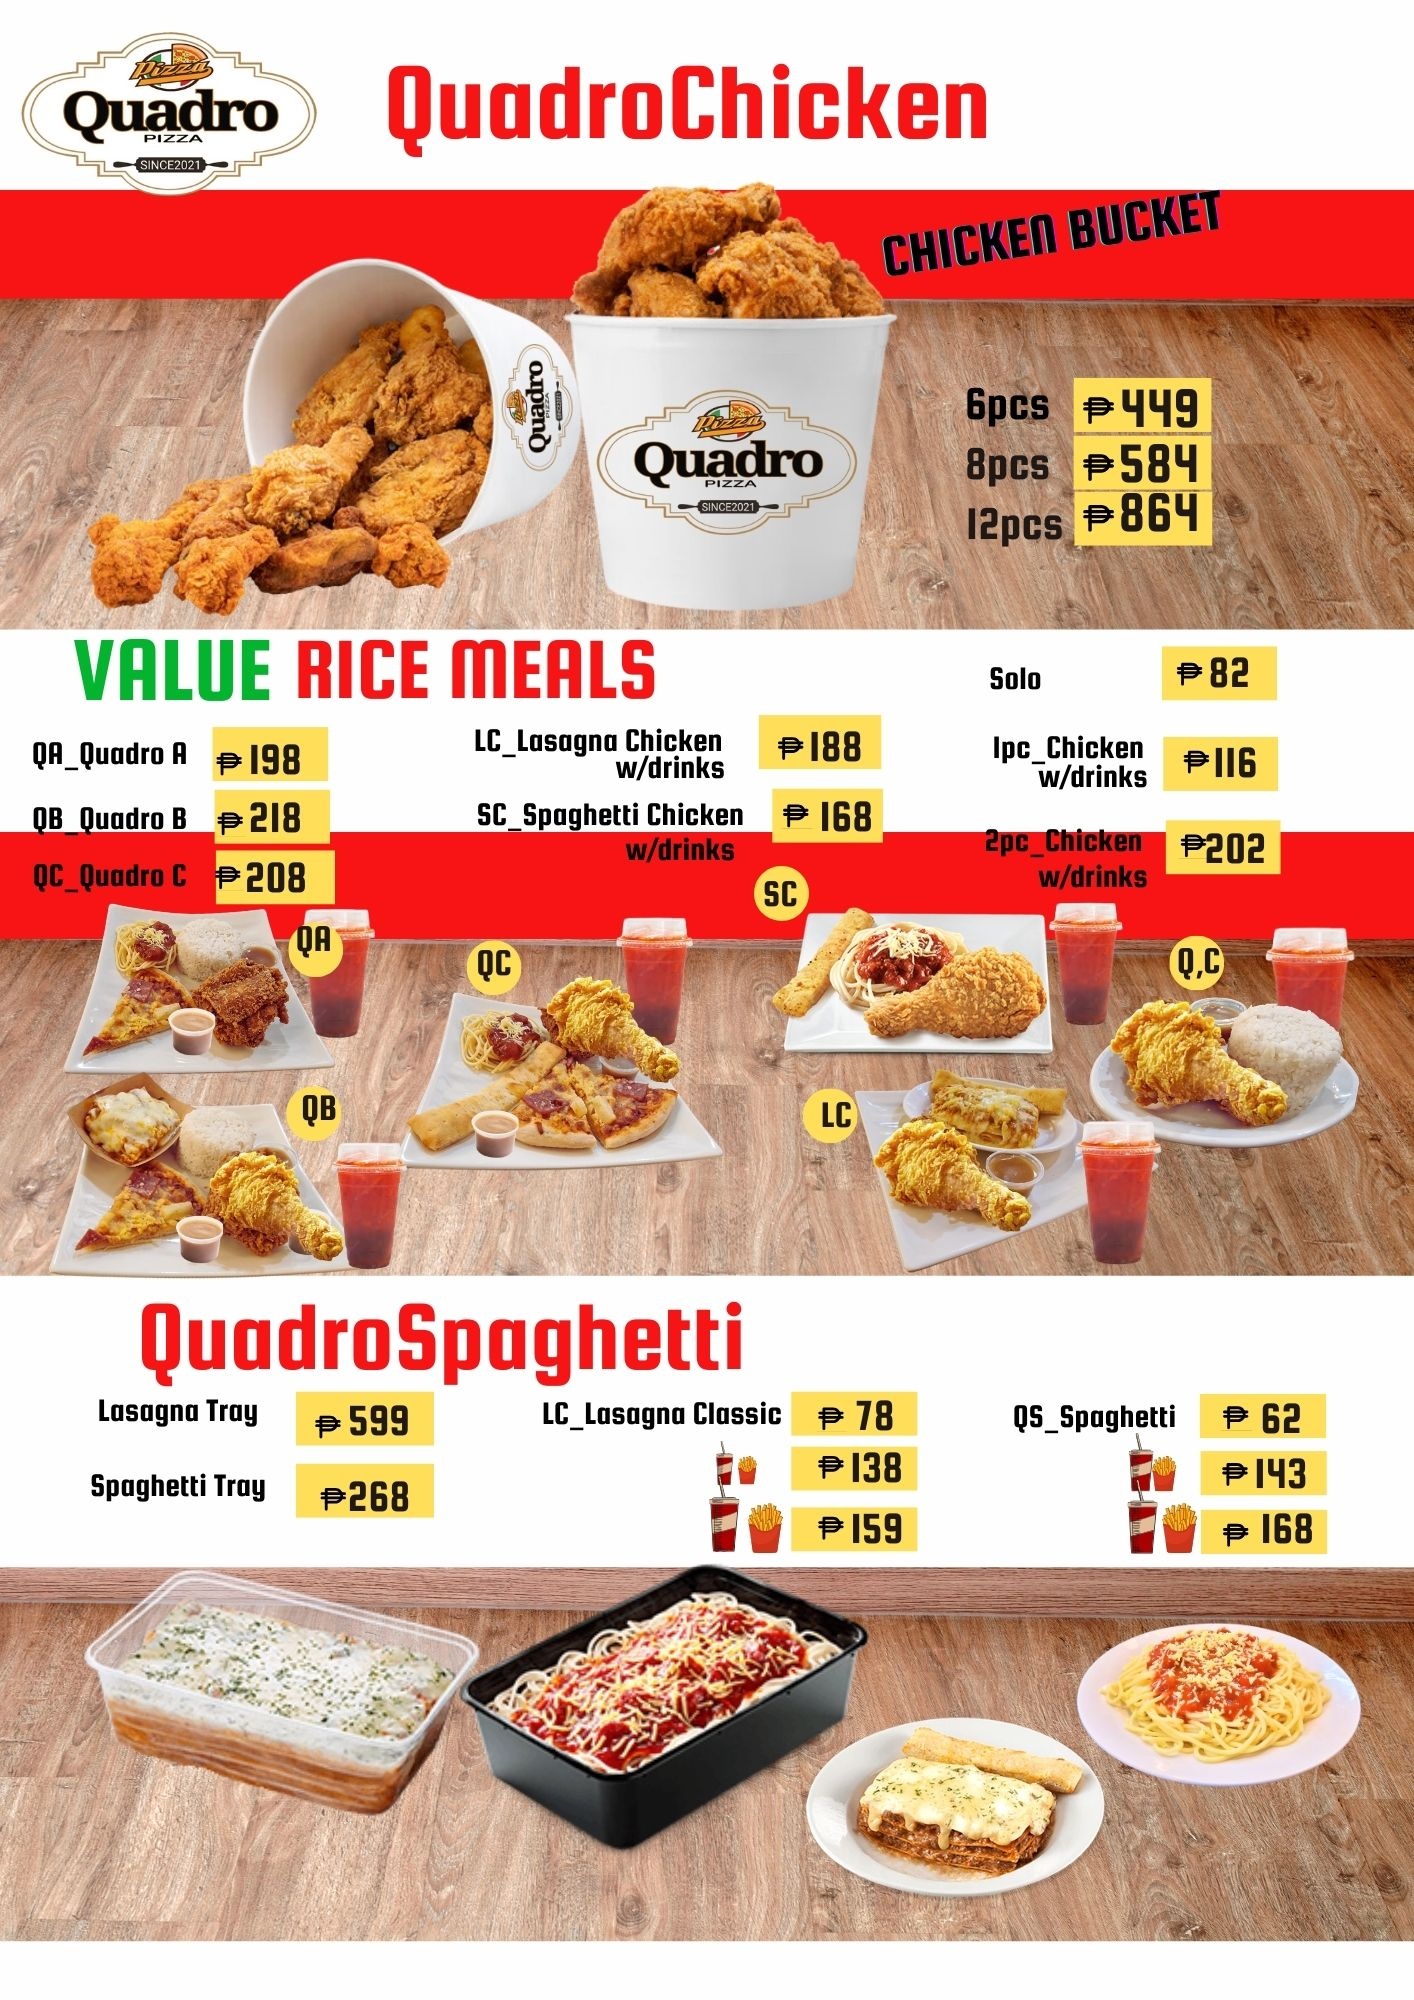 Pizza
Quadro
PIZZA
SINCE2021
QuadroChicken
CHICKEN BUCKET
Quadro
PIZZA
Pizza
Quadro
PIZZA
SINCE2021
6pcs ₱449
8pcs ₱584
12pcs ₱864
VALUE RICE MEALS
QA_Quadro A ₱198
QB_Quadro B ₱218
QC_Quadro C ₱208
LC_Lasagna Chicken ₱188
w/drinks
SC_Spaghetti Chicken ₱168
w/drinks
Solo ₱82
1pc_Chicken ₱116
w/drinks
2pc_Chicken ₱202
w/drinks
QA
QC
SC
Q,C
QB
LC
QuadroSpaghetti
Lasagna Tray ₱599
Spaghetti Tray ₱268
LC_Lasagna Classic ₱78
₱138
₱159
QS_Spaghetti ₱62
₱143
₱168